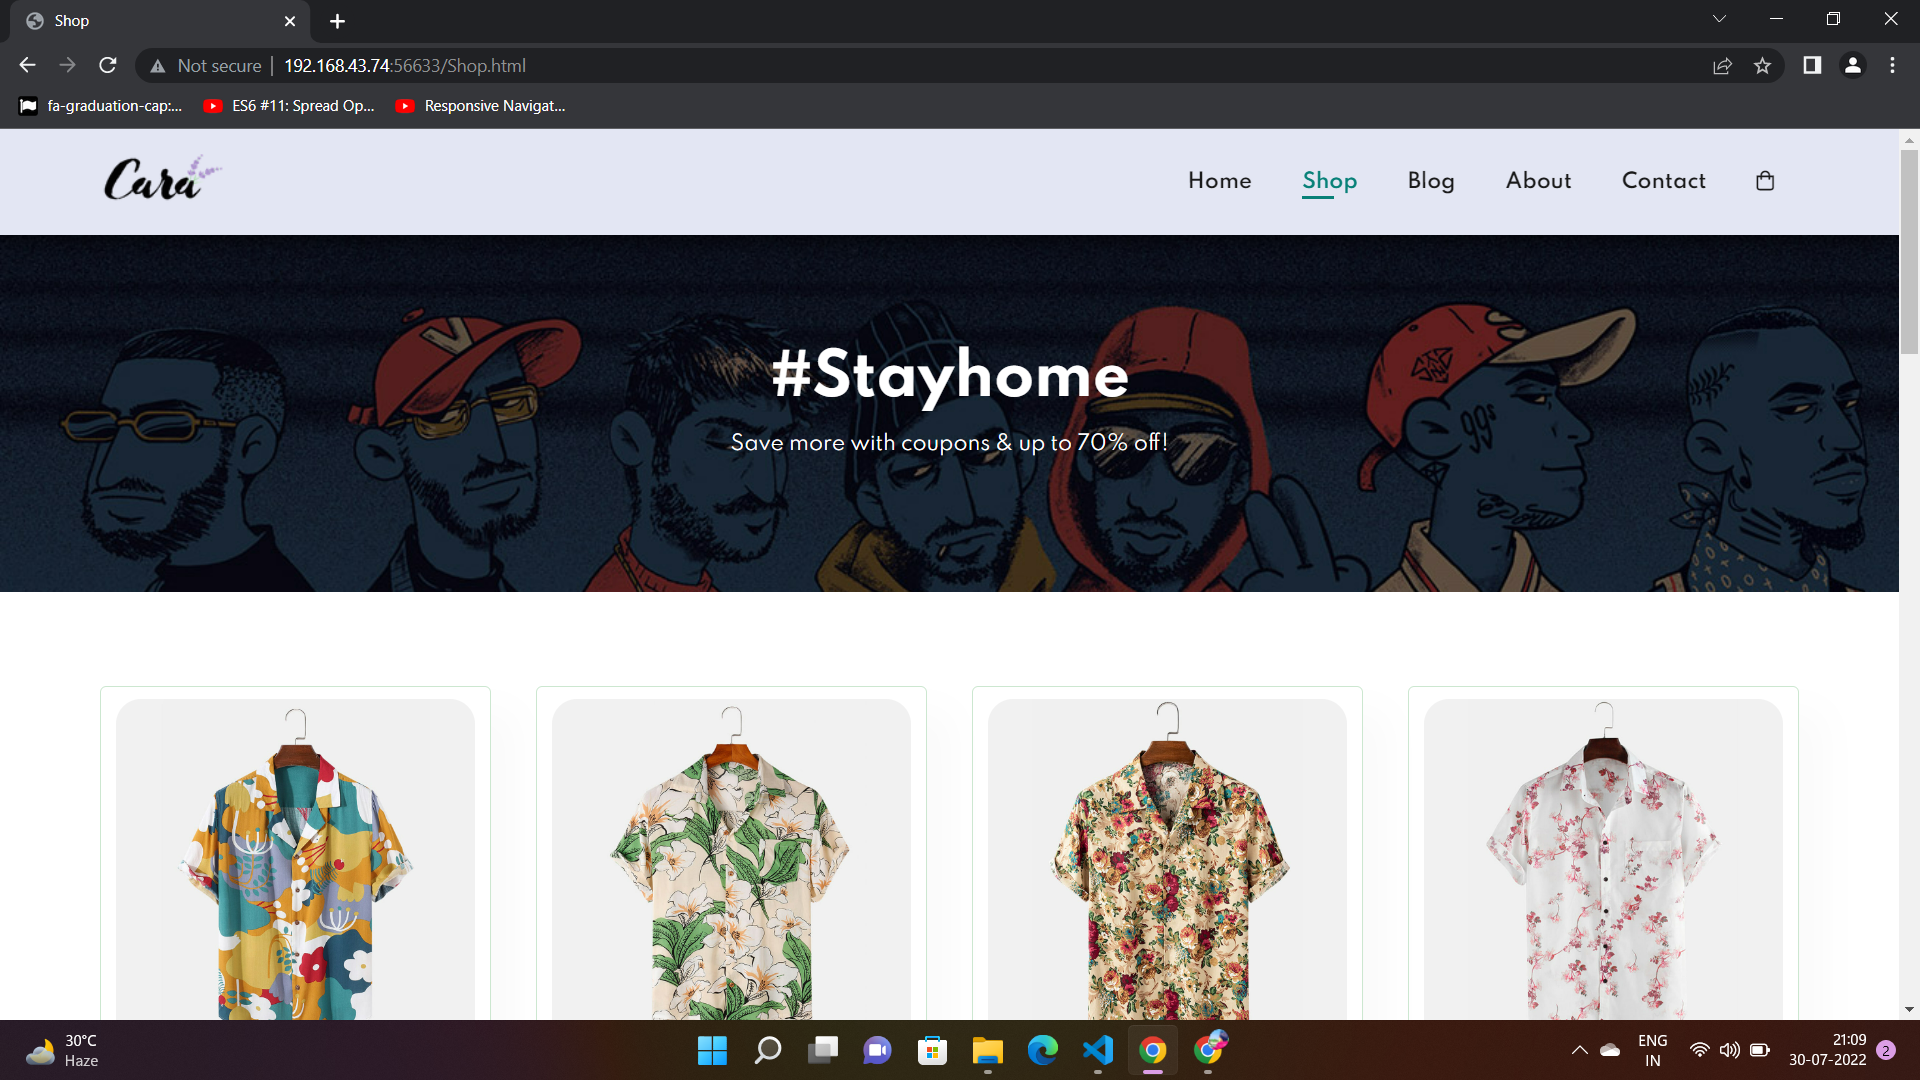 Shop
Not secure
192.168.43.74:56633/Shop.html
fa-graduation-cap:...
ES6 #11: Spread Op...
Responsive Navigat...
Cara
Home
Shop
Blog
About
Contact
V
99s
#Stayhome
Save more with coupons & up to 70% off!
30°C
Haze
ENG
IN
21:09
30-07-2022
2